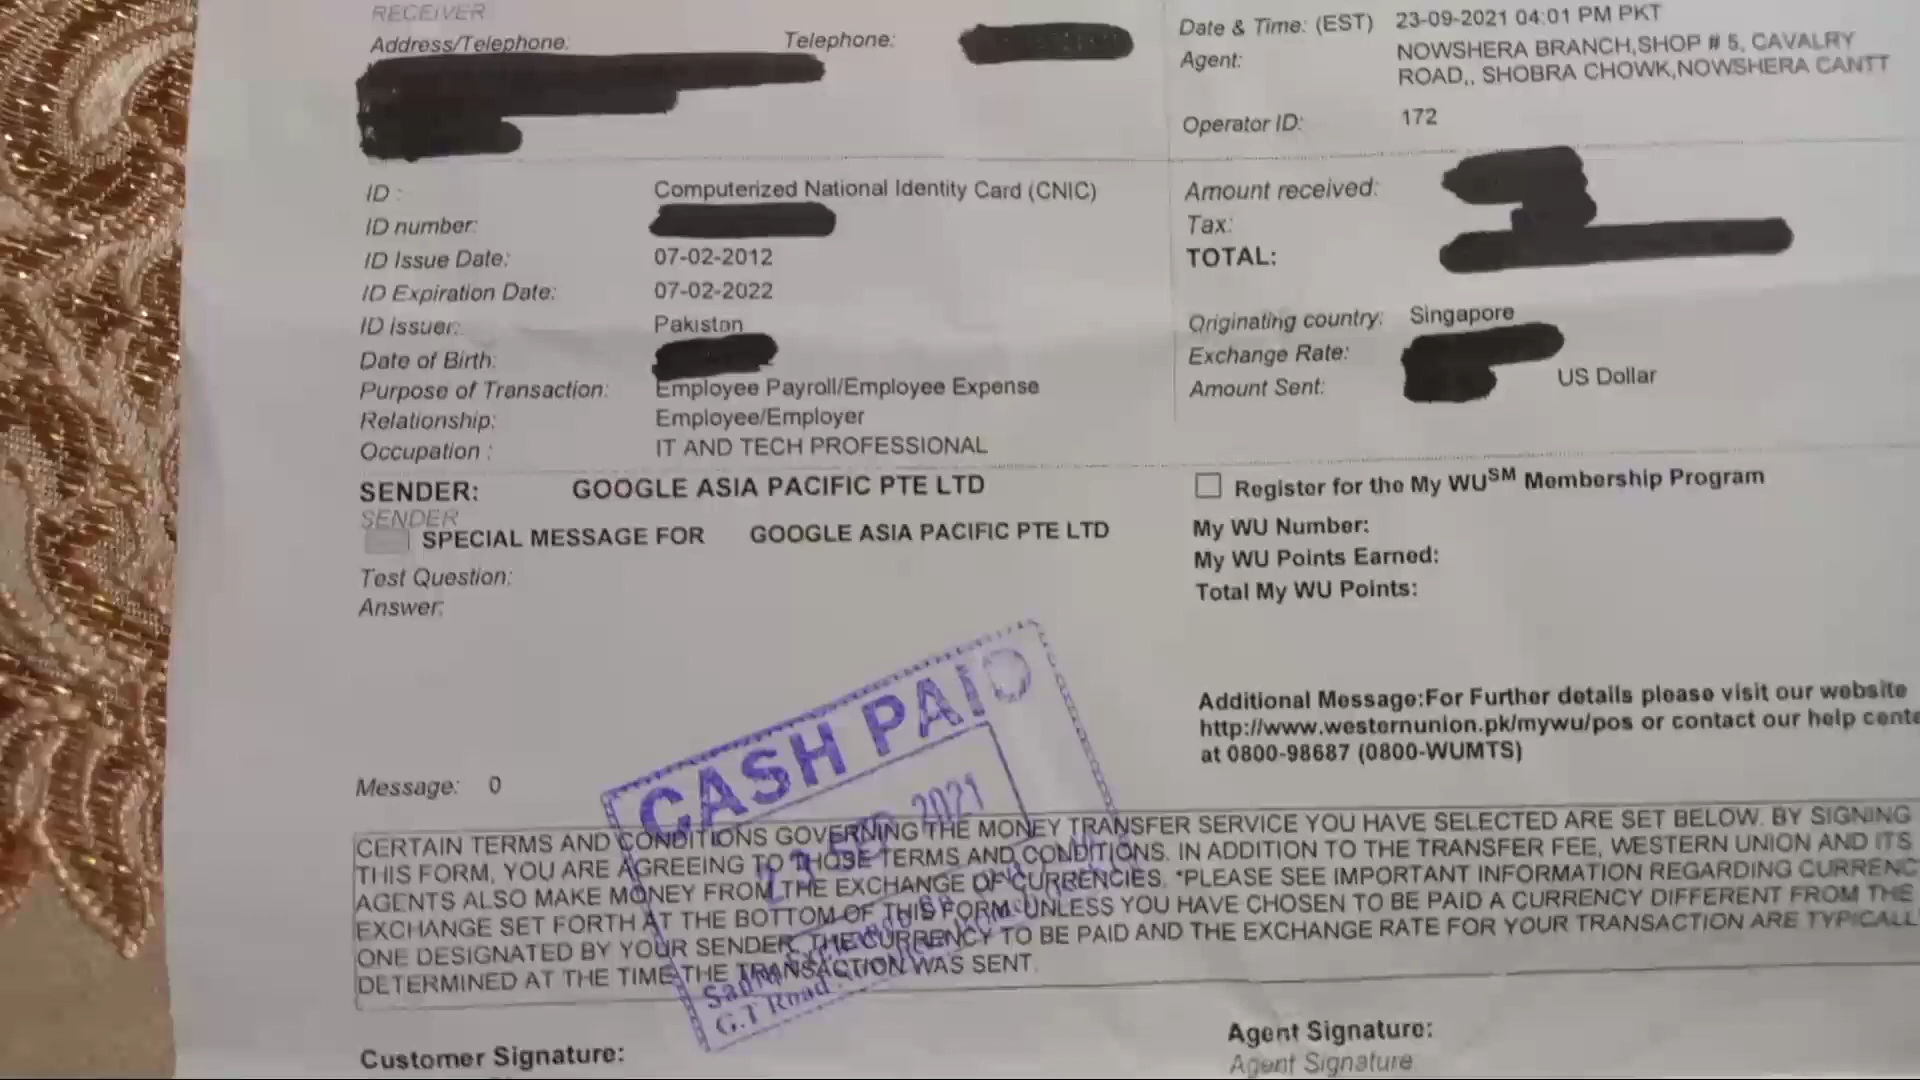 RECEIVER
Address/Telephone:
Telephone:
Date & Time: (EST) 23-09-2021 04:01 PM PKT
Agent: NOWSHERA BRANCH,SHOP # 5, CAVALRY
ROAD,, SHOBRA CHOWK,NOWSHERA CANTT
Operator ID: 172
ID : Computerized National Identity Card (CNIC)
ID number:
ID Issue Date: 07-02-2012
ID Expiration Date: 07-02-2022
ID Issuer: Pakistan
Date of Birth:
Purpose of Transaction: Employee Payroll/Employee Expense
Relationship: Employee/Employer
Occupation : IT AND TECH PROFESSIONAL
Amount received:
Tax:
TOTAL:
Originating country: Singapore
Exchange Rate:
Amount Sent: US Dollar
SENDER: GOOGLE ASIA PACIFIC PTE LTD
SENDER
SPECIAL MESSAGE FOR GOOGLE ASIA PACIFIC PTE LTD
Test Question:
Answer:
Register for the My WUSM Membership Program
My WU Number:
My WU Points Earned:
Total My WU Points:
CASH PAID
23 SEP 2021
G.T Road
Additional Message:For Further details please visit our website
http://www.westernunion.pk/mywu/pos or contact our help cente
at 0800-98687 (0800-WUMTS)
Message: 0
CERTAIN TERMS AND CONDITIONS GOVERNING THE MONEY TRANSFER SERVICE YOU HAVE SELECTED ARE SET BELOW. BY SIGNING
THIS FORM, YOU ARE AGREEING TO THOSE TERMS AND CONDITIONS. IN ADDITION TO THE TRANSFER FEE, WESTERN UNION AND ITS
AGENTS ALSO MAKE MONEY FROM THE EXCHANGE OF CURRENCIES. *PLEASE SEE IMPORTANT INFORMATION REGARDING CURRENC
EXCHANGE SET FORTH AT THE BOTTOM OF THIS FORM. UNLESS YOU HAVE CHOSEN TO BE PAID A CURRENCY DIFFERENT FROM THE
ONE DESIGNATED BY YOUR SENDER, THE CURRENCY TO BE PAID AND THE EXCHANGE RATE FOR YOUR TRANSACTION ARE TYPICALL
DETERMINED AT THE TIME THE TRANSACTION WAS SENT.
Customer Signature:
Agent Signature:
Agent Signature